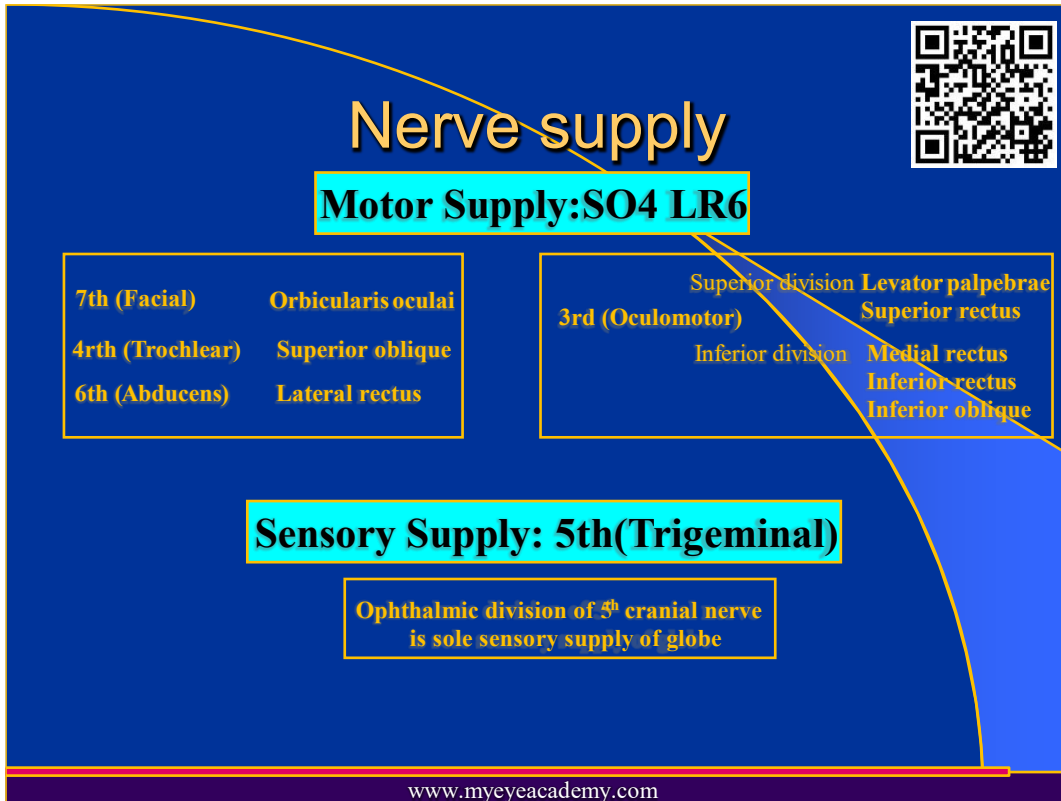 Nerve supply
Motor Supply:SO4 LR6
7th (Facial) Orbicularis oculai
4rth (Trochlear) Superior oblique
6th (Abducens) Lateral rectus
3rd (Oculomotor)
Superior division Levator palpebrae
Superior rectus
Inferior division Medial rectus
Inferior rectus
Inferior oblique
Sensory Supply: 5th(Trigeminal)
Ophthalmic division of 5th cranial nerve
is sole sensory supply of globe
www.myeyeacademy.com